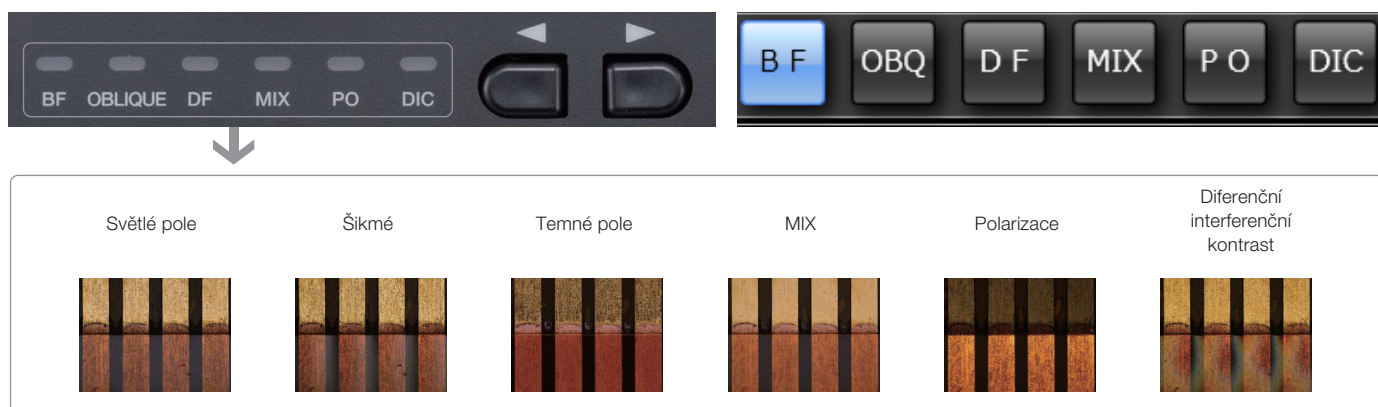 BF OBLIQUE DF MIX PO DIC
B F OBQ D F MIX P O DIC
Světlé pole
Šikmé
Temné pole
MIX
Polarizace
Diferenční
interferenční
kontrast